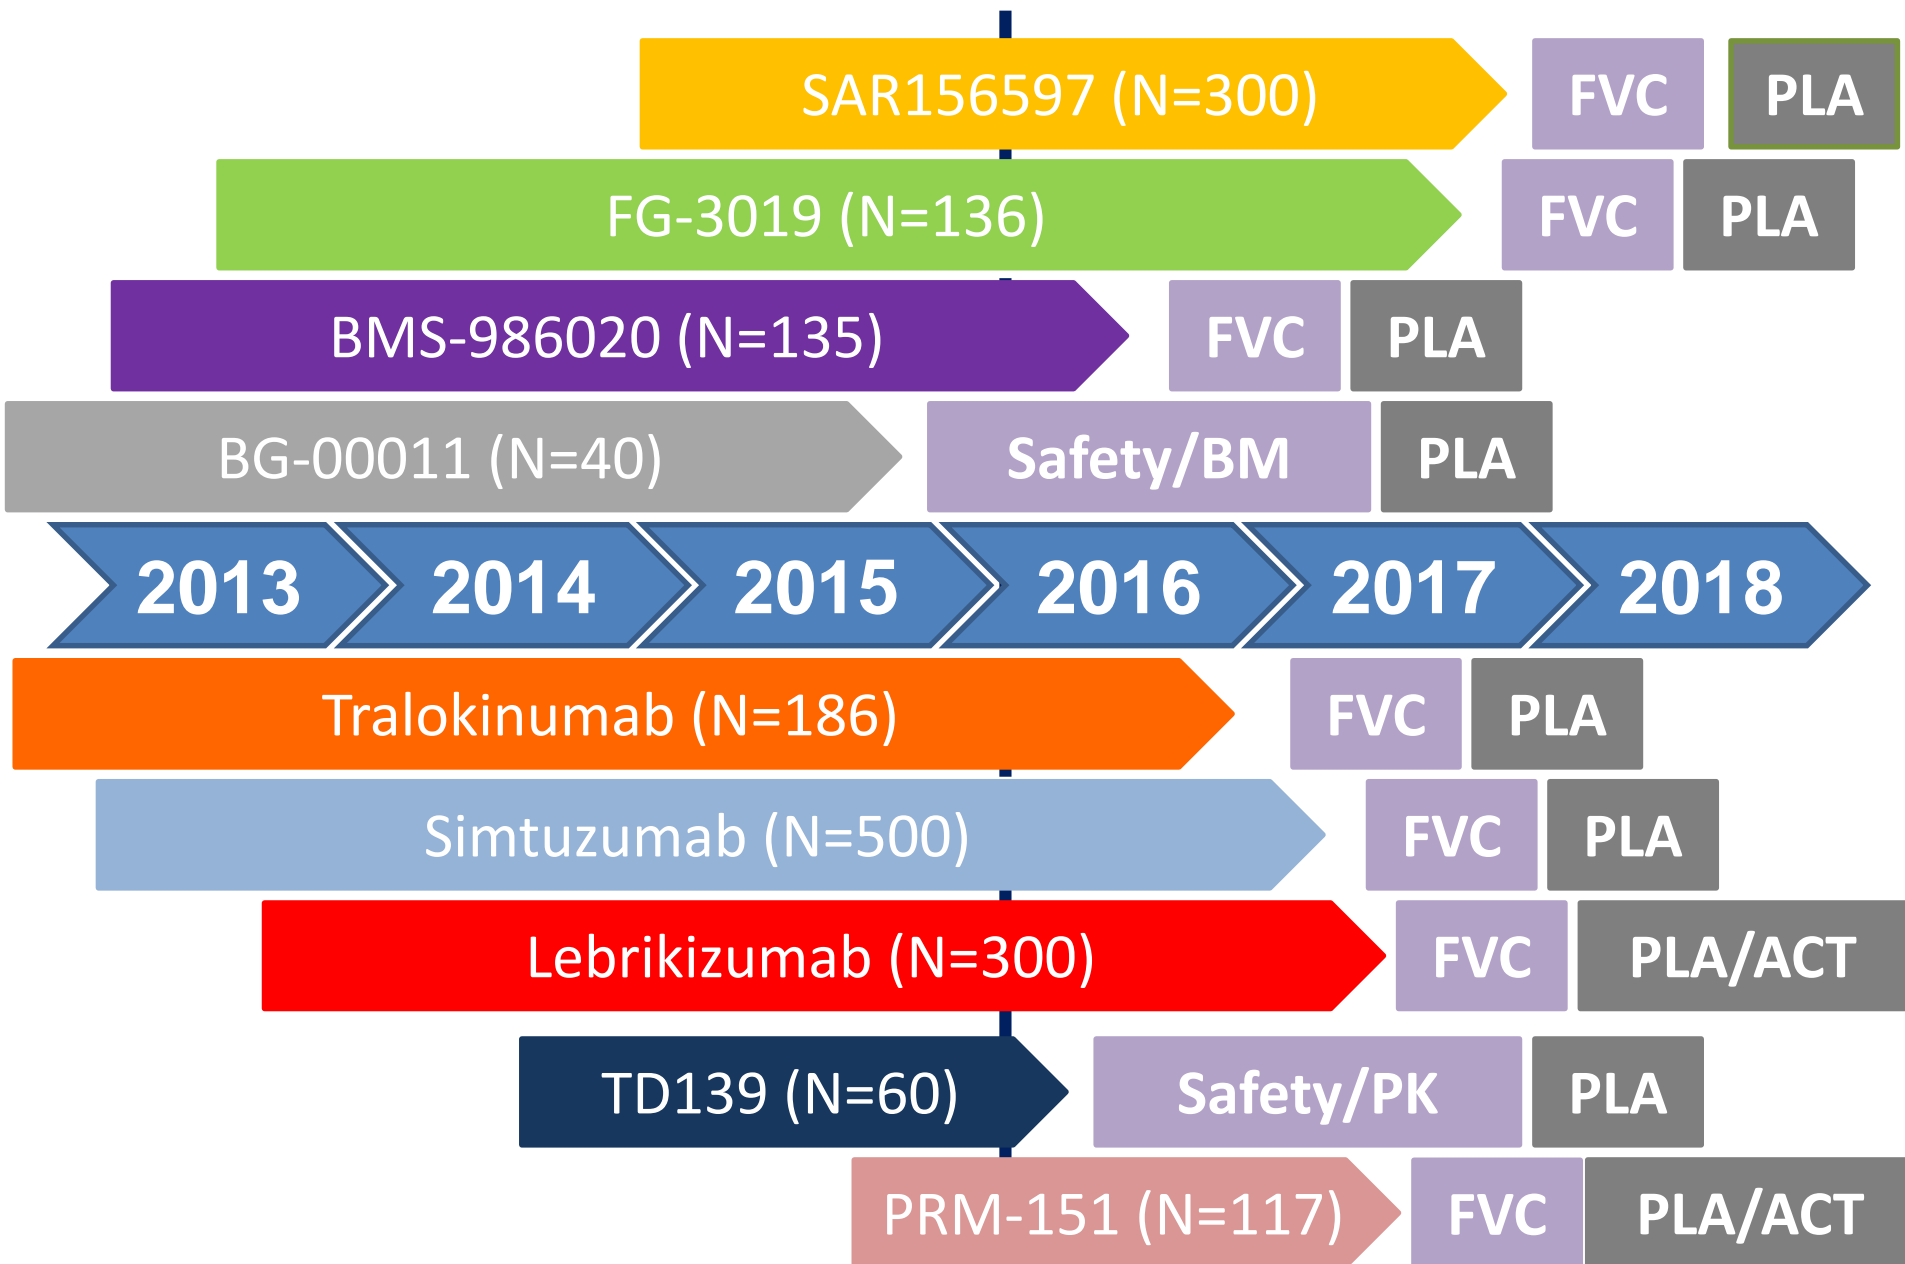 SAR156597 (N=300) FVC PLA
FG-3019 (N=136) FVC PLA
BMS-986020 (N=135) FVC PLA
BG-00011 (N=40) Safety/BM PLA
2013 2014 2015 2016 2017 2018
Tralokinumab (N=186) FVC PLA
Simtuzumab (N=500) FVC PLA
Lebrikizumab (N=300) FVC PLA/ACT
TD139 (N=60) Safety/PK PLA
PRM-151 (N=117) FVC PLA/ACT